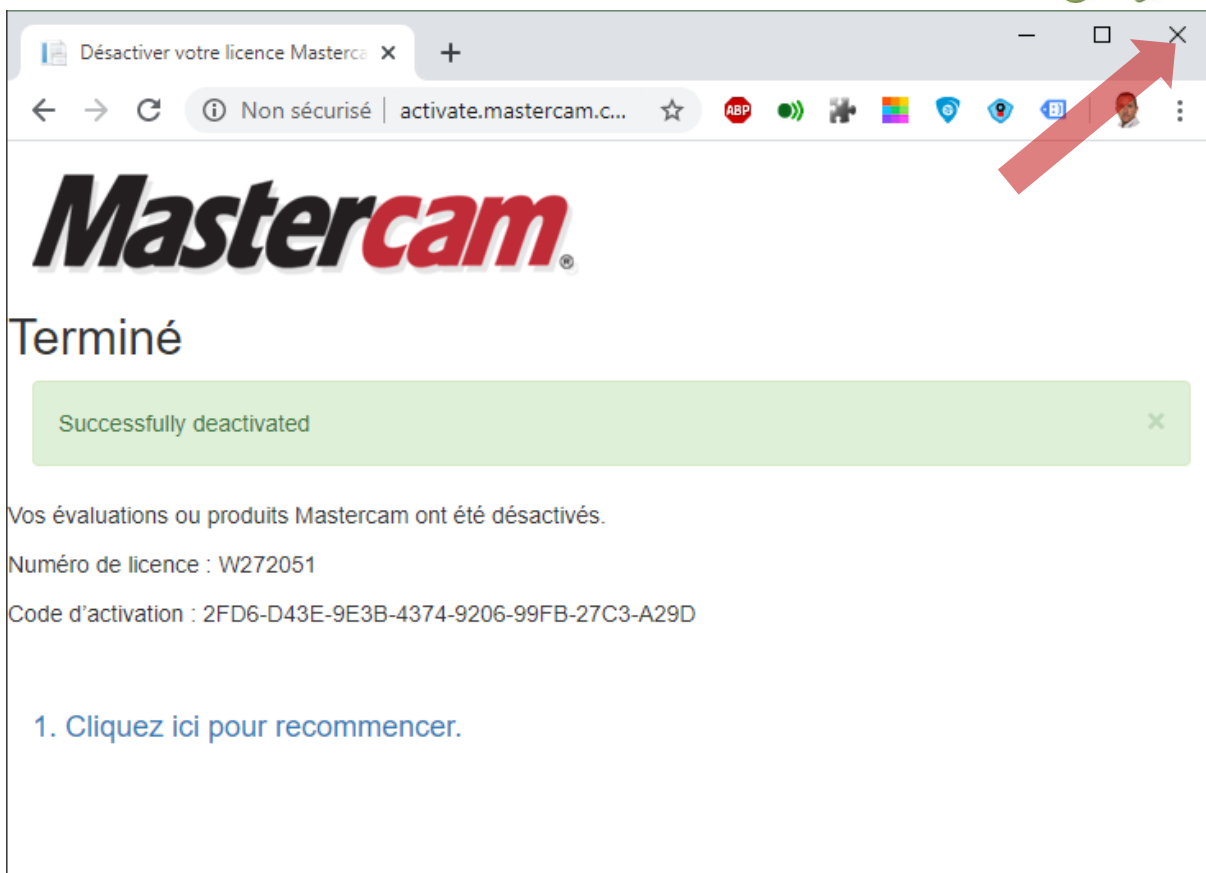 Désactiver votre licence Masterca
Non sécurisé | activate.mastercam.c...
ABP
Mastercam®
Terminé
Successfully deactivated
Vos évaluations ou produits Mastercam ont été désactivés.
Numéro de licence : W272051
Code d’activation : 2FD6-D43E-9E3B-4374-9206-99FB-27C3-A29D
1. Cliquez ici pour recommencer.